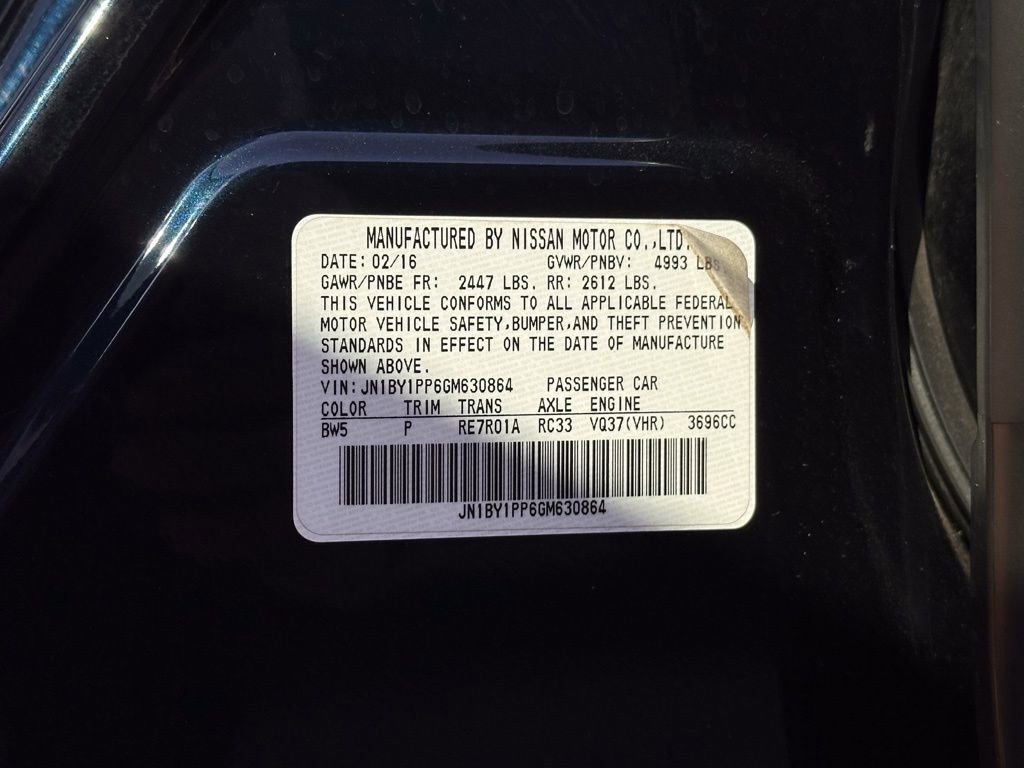 MANUFACTURED BY NISSAN MOTOR CO.,LTD.
DATE: 02/16 GVWR/PNBV: 4993 LBS.
GAWR/PNBE FR: 2447 LBS. RR: 2612 LBS.
THIS VEHICLE CONFORMS TO ALL APPLICABLE FEDERAL
MOTOR VEHICLE SAFETY,BUMPER,AND THEFT PREVENTION
STANDARDS IN EFFECT ON THE DATE OF MANUFACTURE
SHOWN ABOVE.
VIN:JN1BY1PP6GM630864 PASSENGER CAR
COLOR TRIM TRANS AXLE ENGINE
BW5 P RE7R01A RC33 VQ37(VHR) 3696CC
JN1BY1PP6GM630864